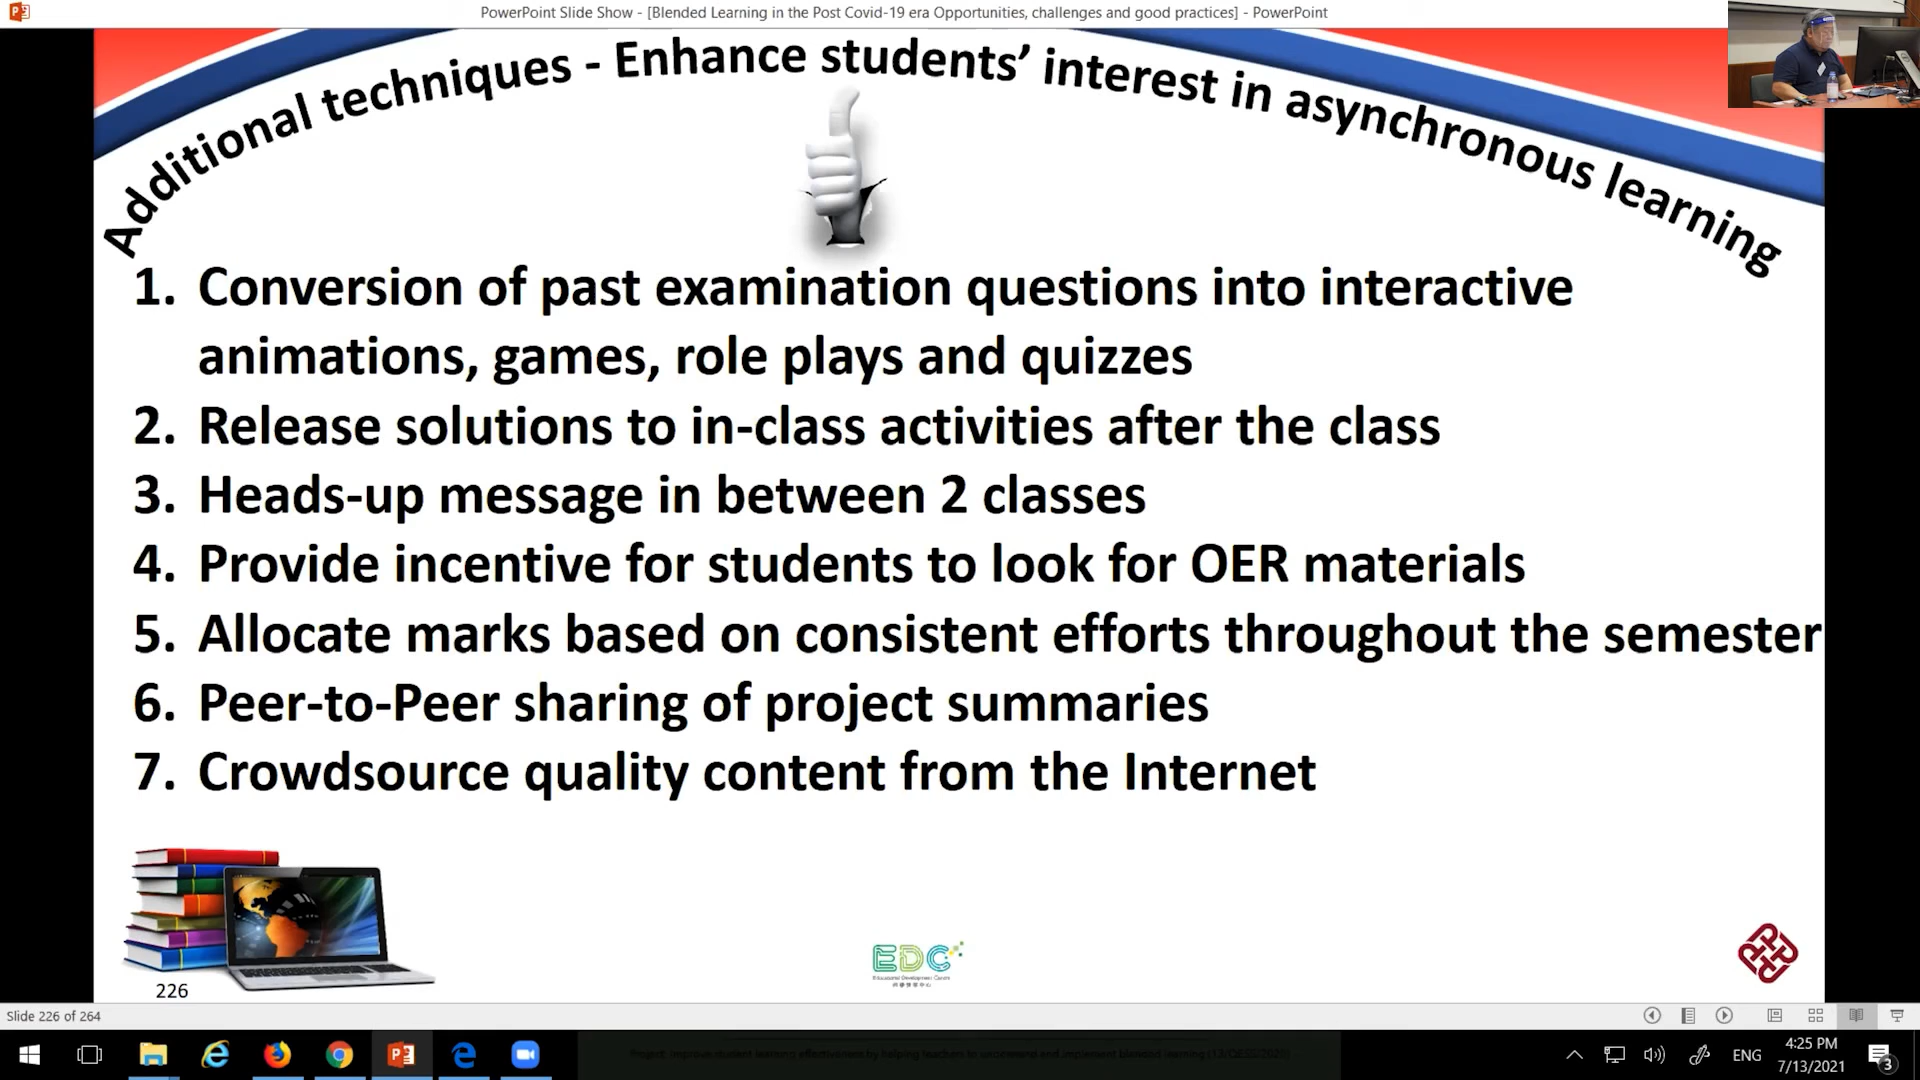 PowerPoint Slide Show - [Blended Learning in the Post Covid-19 era Opportunities, challenges and good practices] - PowerPoint
Additional techniques - Enhance students’ interest in asynchronous learning
1. Conversion of past examination questions into interactive
animations, games, role plays and quizzes
2. Release solutions to in-class activities after the class
3. Heads-up message in between 2 classes
4. Provide incentive for students to look for OER materials
5. Allocate marks based on consistent efforts throughout the semester
6. Peer-to-Peer sharing of project summaries
7. Crowdsource quality content from the Internet
EDC
Educational Development Centre
226
Slide 226 of 264
ENG
4:25 PM
7/13/2021
3